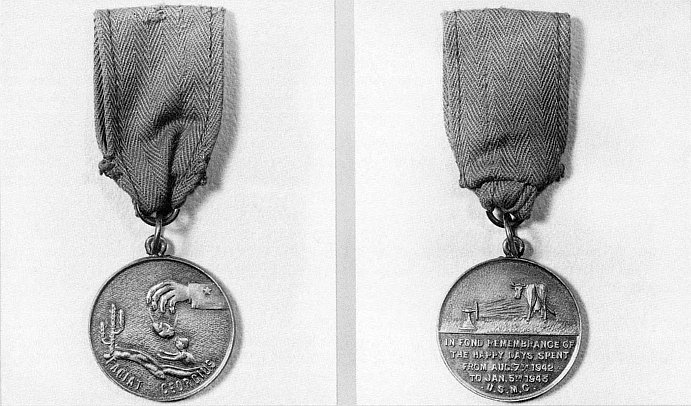 FACIAT GEORGIUS
IN FOND REMEMBRANCE OF
THE HAPPY DAYS SPENT
FROM AUG. 7TH 1942
TO JAN. 5TH 1943
U.S.M.C.